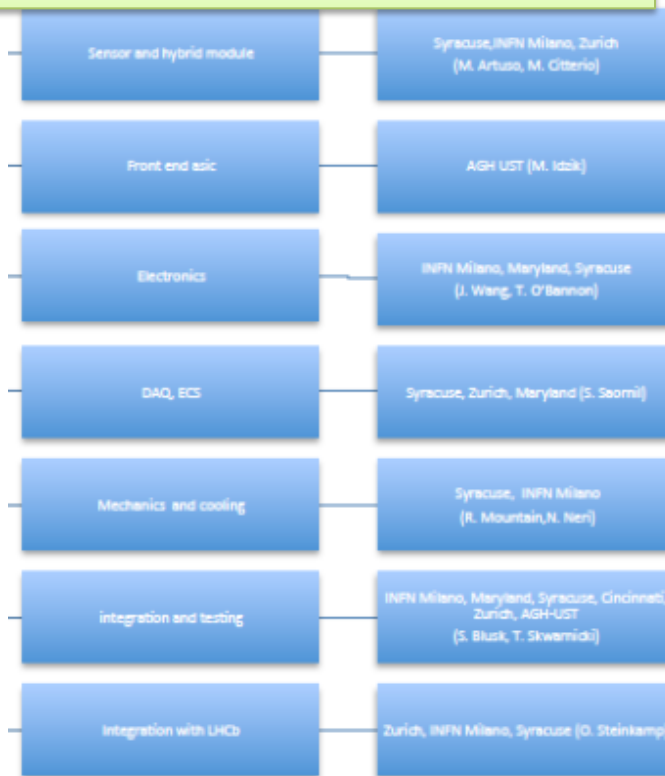 Sensor and hybrid module
Syracuse,INFN Milano, Zurich
(M. Artuso, M. Citterio)
Front end asic
AGH UST (M. Idzik)
Electronics
INFN Milano, Maryland, Syracuse
(J. Wang, T. O'Bannon)
DAQ, ECS
Syracuse, Zurich, Maryland (S. Saornil)
Mechanics and cooling
Syracuse, INFN Milano
(R. Mountain,N. Neri)
integration and testing
INFN Milano, Maryland, Syracuse, Cincinnati,
Zurich, AGH-UST
(S. Blusk, T. Skwarnicki)
Integration with LHCb
Zurich, INFN Milano, Syracuse (O. Steinkamp